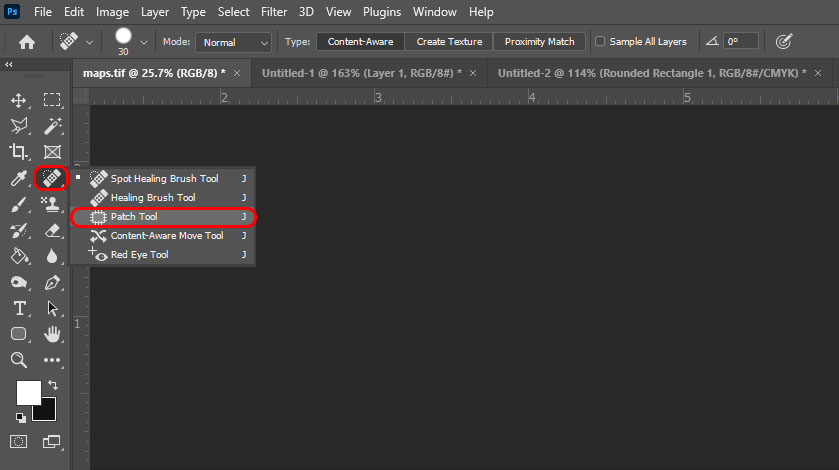 Ps File Edit Image Layer Type Select Filter 3D View Plugins Window Help
30 Mode: Normal Type: Content-Aware Create Texture Proximity Match Sample All Layers 0°
maps.tif @ 25.7% (RGB/8) * × Untitled-1 @ 163% (Layer 1, RGB/8#) * × Untitled-2 @ 114% (Rounded Rectangle 1, RGB/8#/CMYK) * ×
2 3 4 5
Spot Healing Brush Tool J
Healing Brush Tool J
Patch Tool J
Content-Aware Move Tool J
Red Eye Tool J
T
1